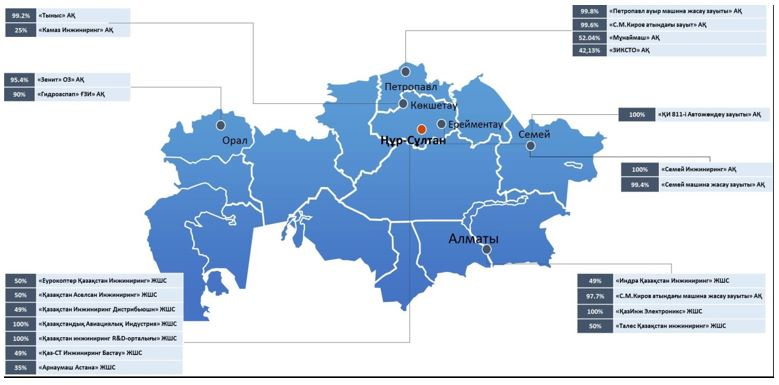 99.2% «Тыныс» АҚ
25% «Камаз Инжиниринг» АҚ
99.8% «Петропавл ауыр машина жасау зауыты» АҚ
99.6% «С.М.Киров атындағы зауыт» АҚ
52.04% «Мұнаймаш» АҚ
42,13% «ЗИКСТО» АҚ
95.4% «Зенит» ОЗ» АҚ
90% «Гидроаспап» ҒЗИ» АҚ
100% «ҚИ 811-і Автожөндеу зауыты» АҚ
100% «Семей Инжиниринг» АҚ
99.4% «Семей машина жасау зауыты» АҚ
Петропавл
Көкшетау
Ерейментау
Орал
Нұр-Сұлтан
Семей
Алматы
50% «Еурокоптер Қазақстан Инжиниринг» ЖШС
50% «Қазақстан Аселсан Инжиниринг» ЖШС
49% «Қазақстан Инжиниринг Дистрибьюшн» ЖШС
100% «Қазақстандық Авиациялық Индустрия» ЖШС
100% «Қазақстан инжиниринг R&D-орталығы» ЖШС
49% «Қаз-СТ Инжиниринг Бастау» ЖШС
35% «Арнаумаш Астана» ЖШС
49% «Индра Қазақстан Инжиниринг» ЖШС
97.7% «С.М.Киров атындағы машина жасау зауыты» АҚ
100% «ҚазИнж Электроникс» ЖШС
50% «Талес Қазақстан инжиниринг» ЖШС